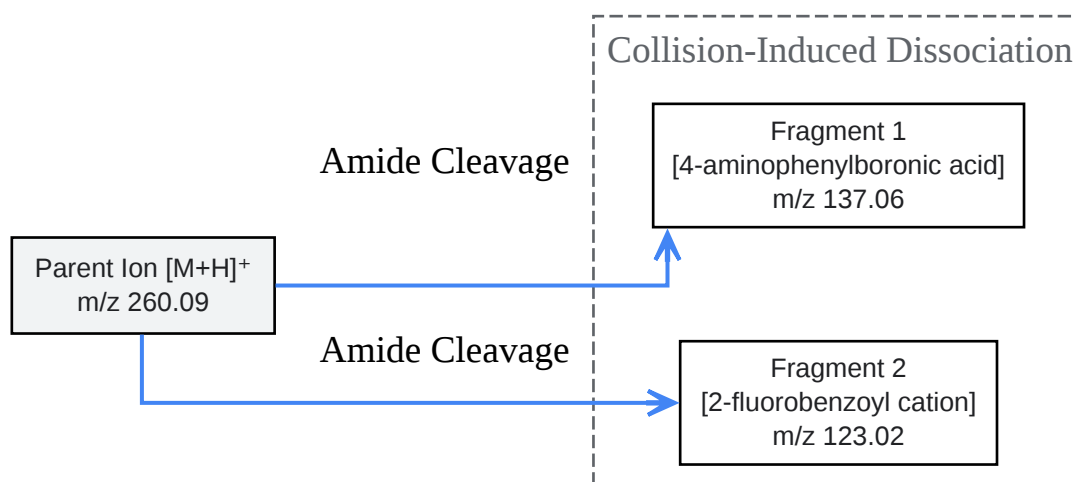 Collision-Induced Dissociation
Amide Cleavage
Fragment 1
[4-aminophenylboronic acid]
m/z 137.06
Parent Ion [M+H]⁺
m/z 260.09
Amide Cleavage
Fragment 2
[2-fluorobenzoyl cation]
m/z 123.02